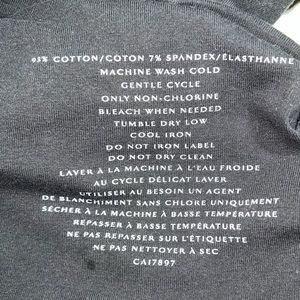 93% COTTON/COTON 7% SPANDEX/ÉLASTHANNE
MACHINE WASH COLD
GENTLE CYCLE
ONLY NON-CHLORINE
BLEACH WHEN NEEDED
TUMBLE DRY LOW
COOL IRON
DO NOT IRON LABEL
DO NOT DRY CLEAN
LAVER À LA MACHINE À L'EAU FROIDE
AU CYCLE DÉLICAT LAVER
UTILISER AU BESOIN UN AGENT
DE BLANCHIMENT SANS CHLORE UNIQUEMENT
SÉCHER À LA MACHINE À BASSE TEMPÉRATURE
REPASSER À BASSE TEMPÉRATURE
NE PAS REPASSER SUR L'ÉTIQUETTE
NE PAS NETTOYER À SEC
CA17897